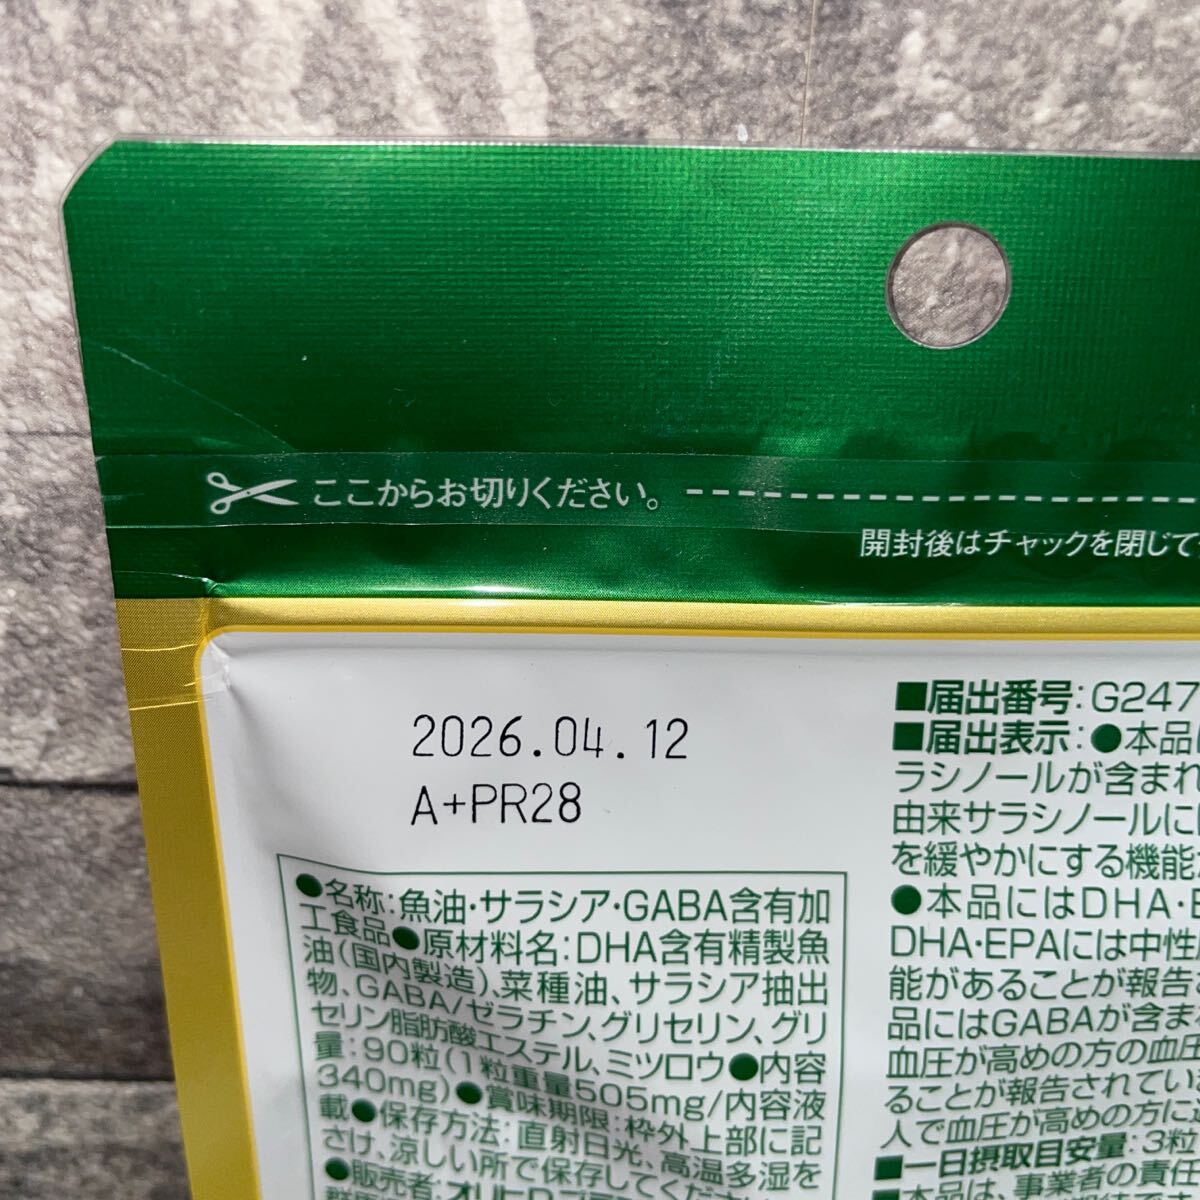 ここからお切りください。
開封後はチャックを閉じて
2026.04.12
A+PR28
●名称:魚油・サラシア・GABA含有加
工食品●原材料名:DHA含有精製魚
油(国内製造)、菜種油、サラシア抽出
物、GABA/ゼラチン、グリセリン、グリ
セリン脂肪酸エステル、ミツロウ●内容
量:90粒(1粒重量505mg/内容液
340mg)●賞味期限:枠外上部に記
載●保存方法:直射日光、高温多湿を
さけ、涼しい所で保存してください
●販売者:
■届出番号:G247
■届出表示:●本品に
ラシノールが含まれ
由来サラシノールに
を緩やかにする機能
●本品にはDHA・E
DHA・EPAには中性
能があることが報告
品にはGABAが含ま
血圧が高めの方の血圧
ることが報告されてい
人で血圧が高めの方に
■一日摂取目安量:3粒
■本品は、事業者の責任